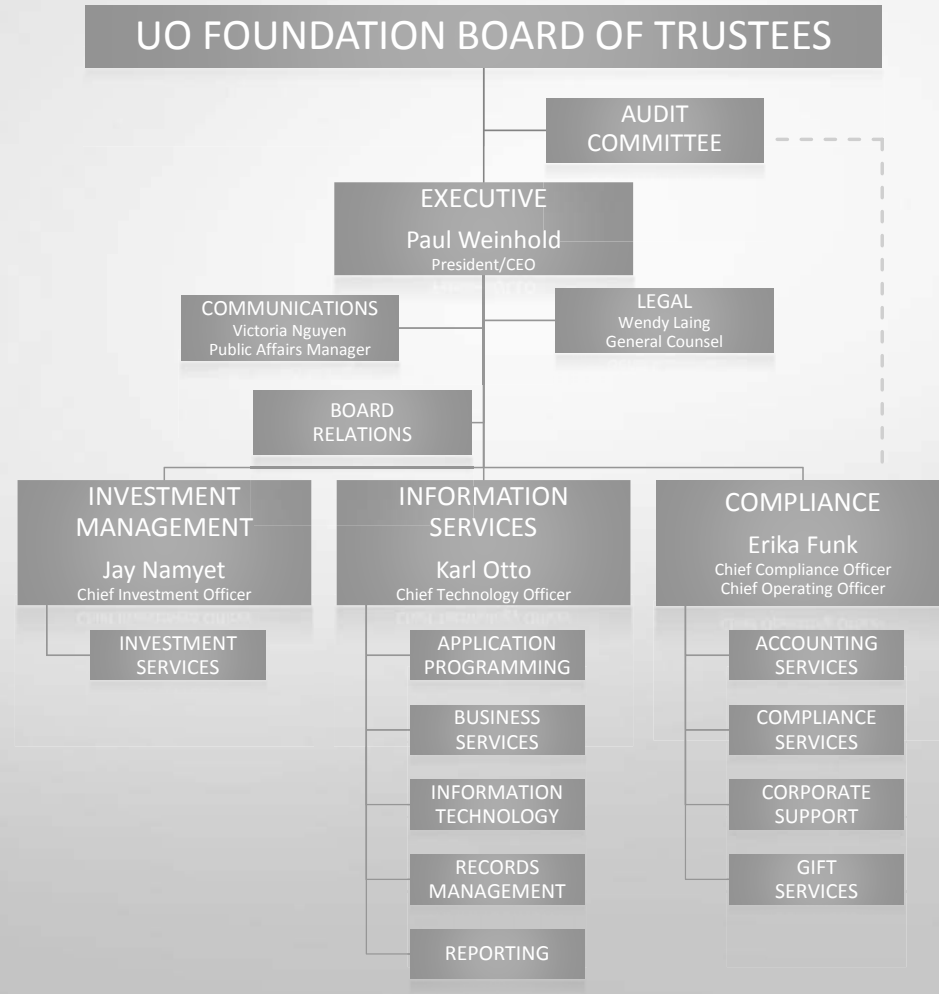 UO FOUNDATION BOARD OF TRUSTEES
AUDIT
COMMITTEE
EXECUTIVE
Paul Weinhold
President/CEO
COMMUNICATIONS
Victoria Nguyen
Public Affairs Manager
LEGAL
Wendy Laing
General Counsel
BOARD
RELATIONS
INVESTMENT
MANAGEMENT
Jay Namyet
Chief Investment Officer
INFORMATION
SERVICES
Karl Otto
Chief Technology Officer
COMPLIANCE
Erika Funk
Chief Compliance Officer
Chief Operating Officer
INVESTMENT
SERVICES
APPLICATION
PROGRAMMING
BUSINESS
SERVICES
INFORMATION
TECHNOLOGY
RECORDS
MANAGEMENT
REPORTING
ACCOUNTING
SERVICES
COMPLIANCE
SERVICES
CORPORATE
SUPPORT
GIFT
SERVICES